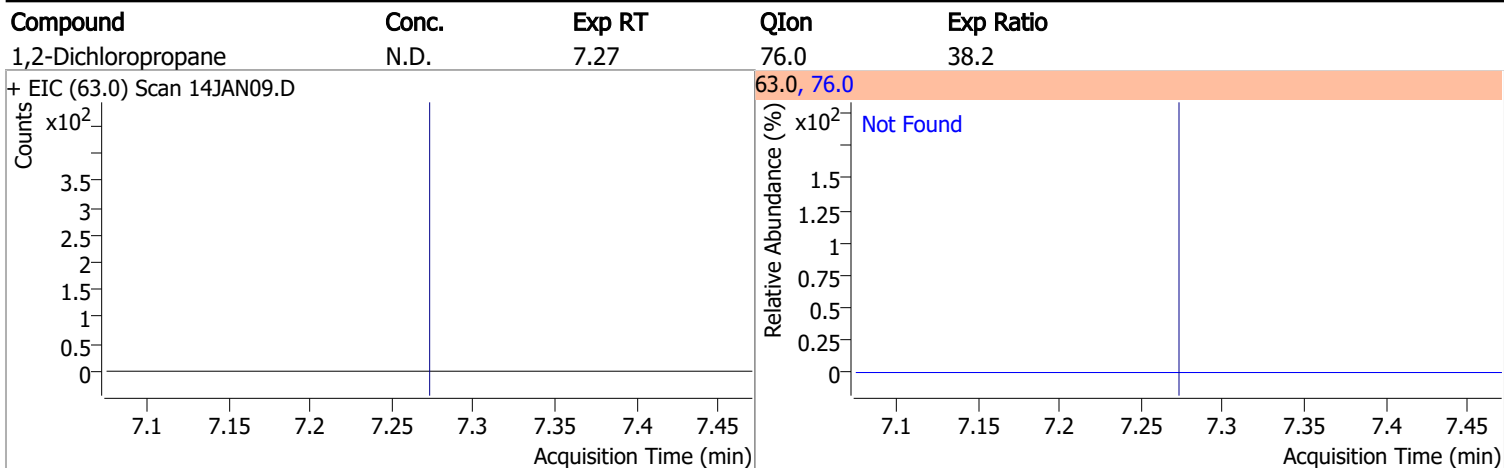 Compound Conc. Exp RT QIon Exp Ratio
1,2-Dichloropropane N.D. 7.27 76.0 38.2
+ EIC (63.0) Scan 14JAN09.D
Counts
x10²
3.5
3
2.5
2
1.5
1
0.5
0
7.1 7.15 7.2 7.25 7.3 7.35 7.4 7.45
Acquisition Time (min)
63.0, 76.0
Relative Abundance (%)
x10²
Not Found
1.5
1.25
1
0.75
0.5
0.25
0
7.1 7.15 7.2 7.25 7.3 7.35 7.4 7.45
Acquisition Time (min)